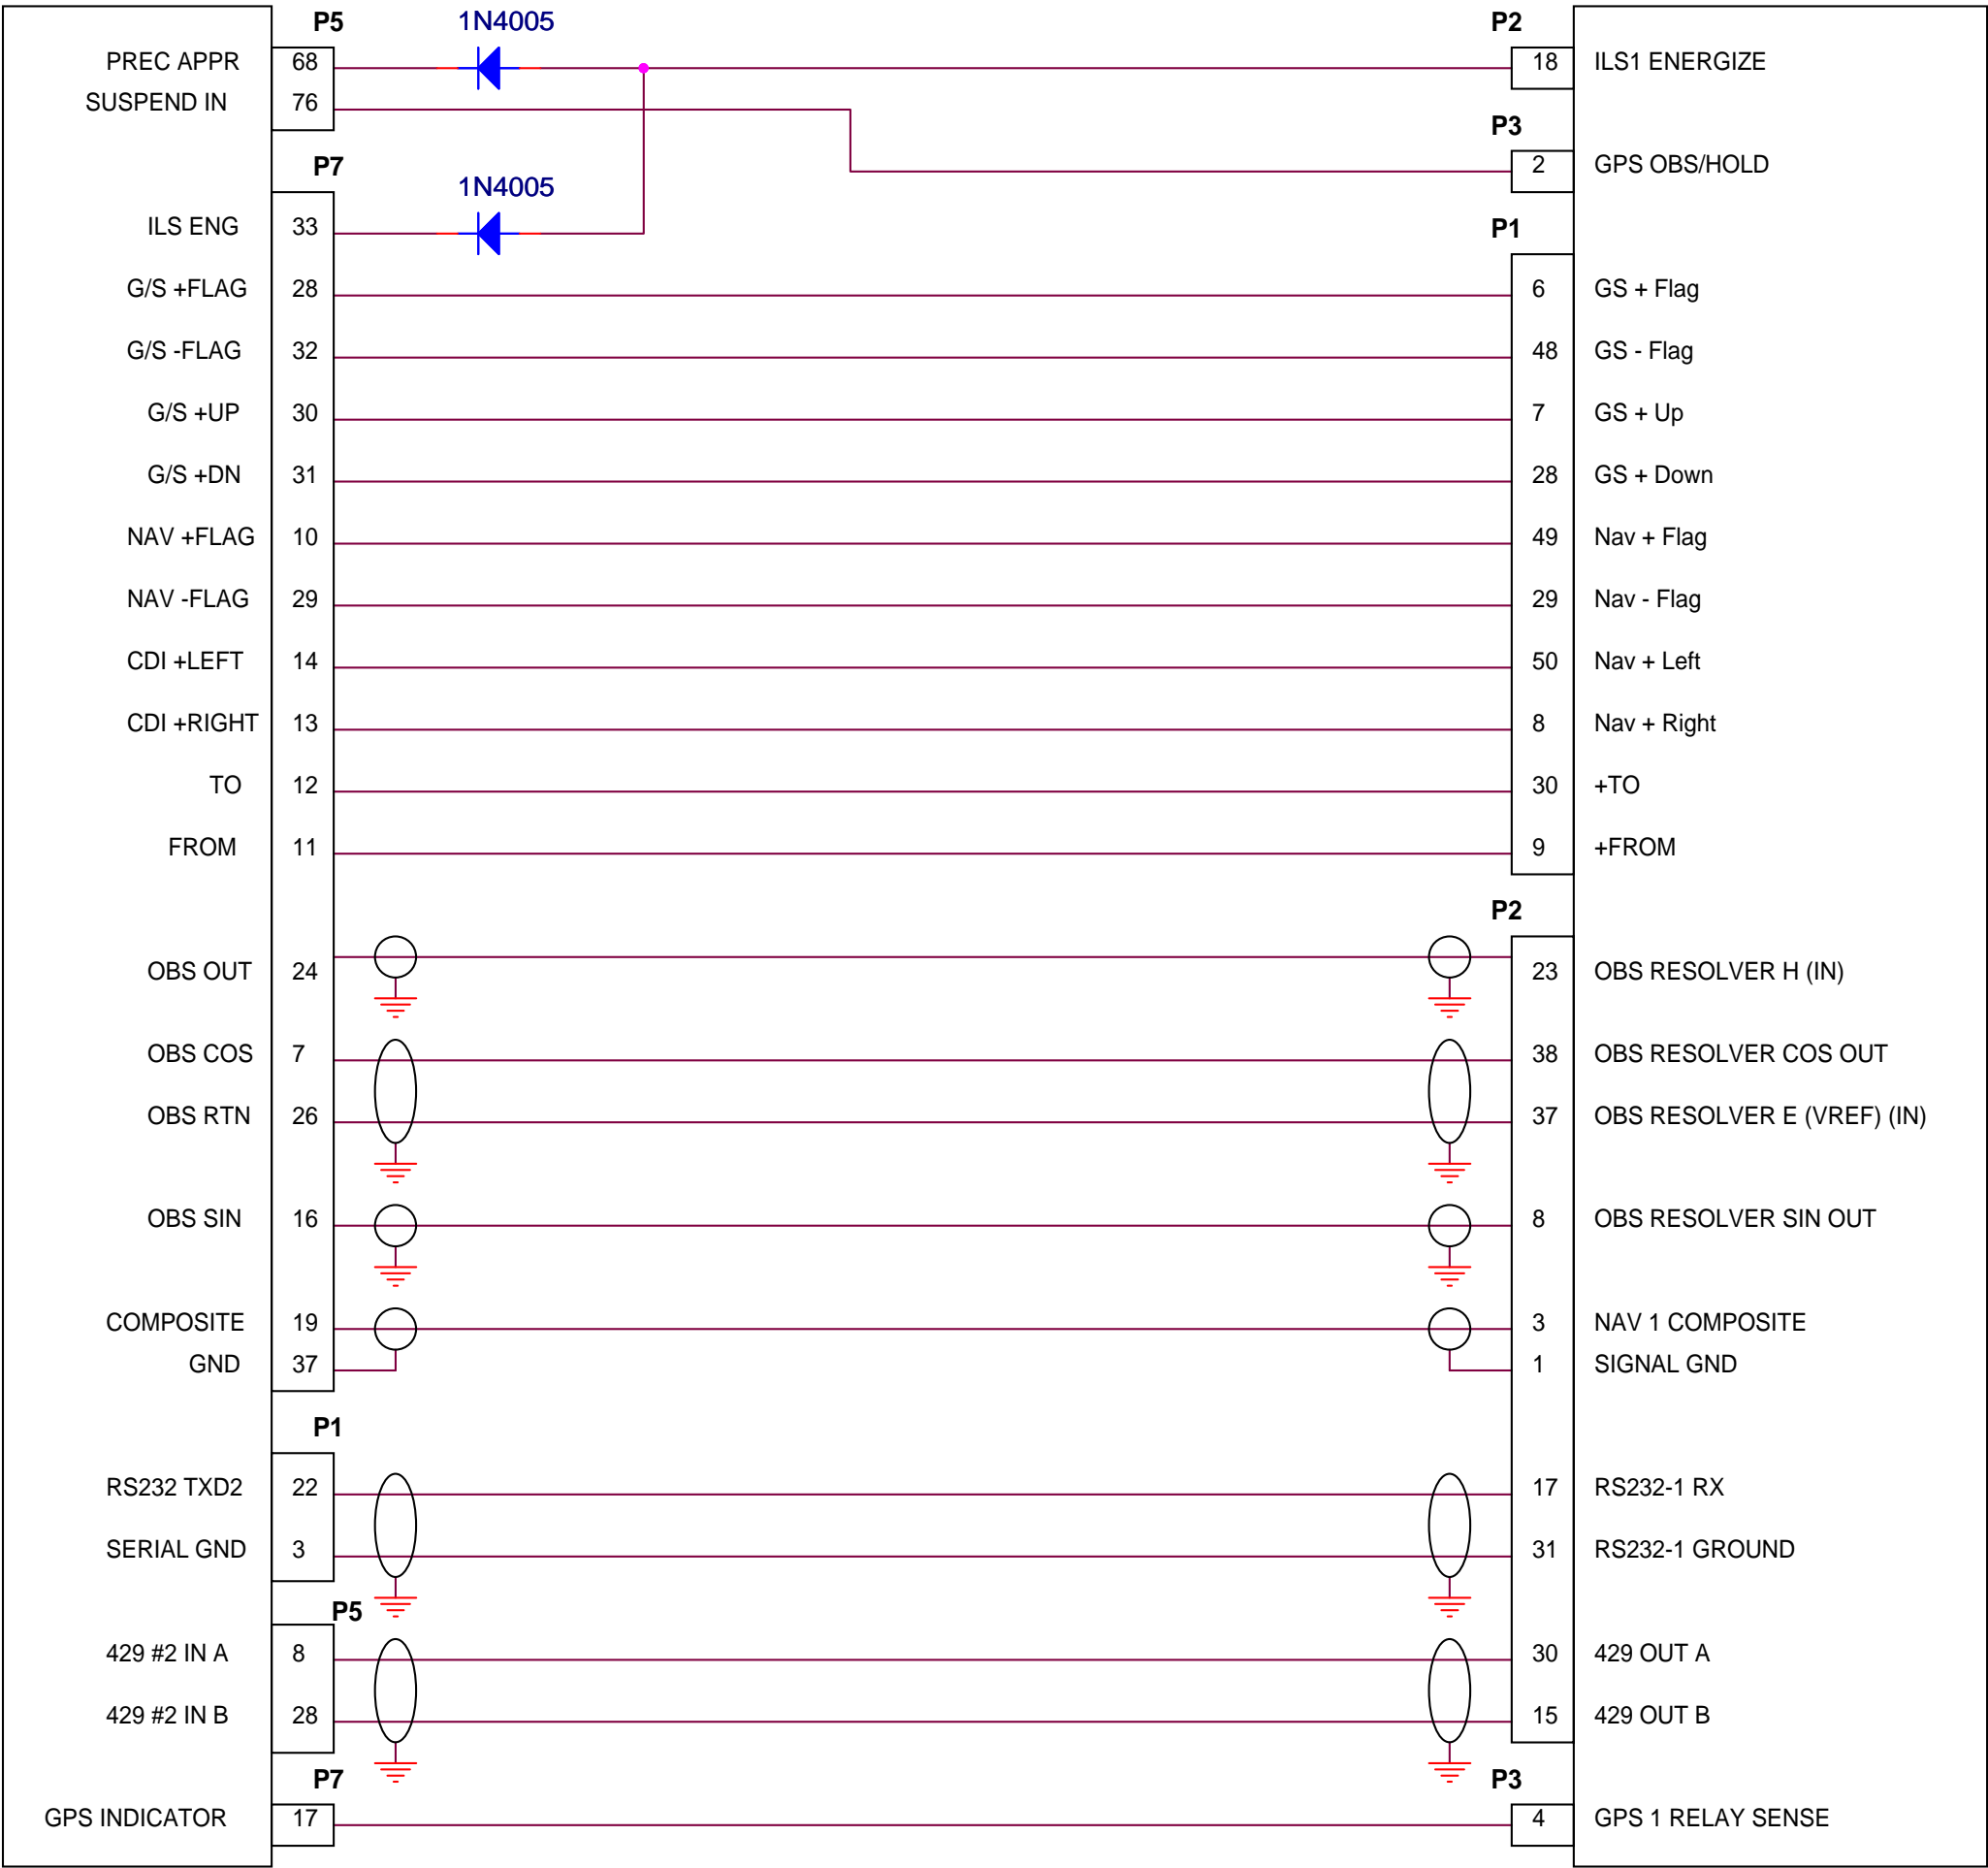 P5 1N4005 P2
PREC APPR 68 18 ILS1 ENERGIZE
SUSPEND IN 76
P3
P7 2 GPS OBS/HOLD
1N4005
ILS ENG 33 P1
G/S +FLAG 28 6 GS + Flag
G/S -FLAG 32 48 GS - Flag
G/S +UP 30 7 GS + Up
G/S +DN 31 28 GS + Down
NAV +FLAG 10 49 Nav + Flag
NAV -FLAG 29 29 Nav - Flag
CDI +LEFT 14 50 Nav + Left
CDI +RIGHT 13 8 Nav + Right
TO 12 30 +TO
FROM 11 9 +FROM
P2
OBS OUT 24 23 OBS RESOLVER H (IN)
OBS COS 7 38 OBS RESOLVER COS OUT
OBS RTN 26 37 OBS RESOLVER E (VREF) (IN)
OBS SIN 16 8 OBS RESOLVER SIN OUT
COMPOSITE 19 3 NAV 1 COMPOSITE
GND 37 1 SIGNAL GND
P1
RS232 TXD2 22 17 RS232-1 RX
SERIAL GND 3 31 RS232-1 GROUND
P5
429 #2 IN A 8 30 429 OUT A
429 #2 IN B 28 15 429 OUT B
P7 P3
GPS INDICATOR 17 4 GPS 1 RELAY SENSE